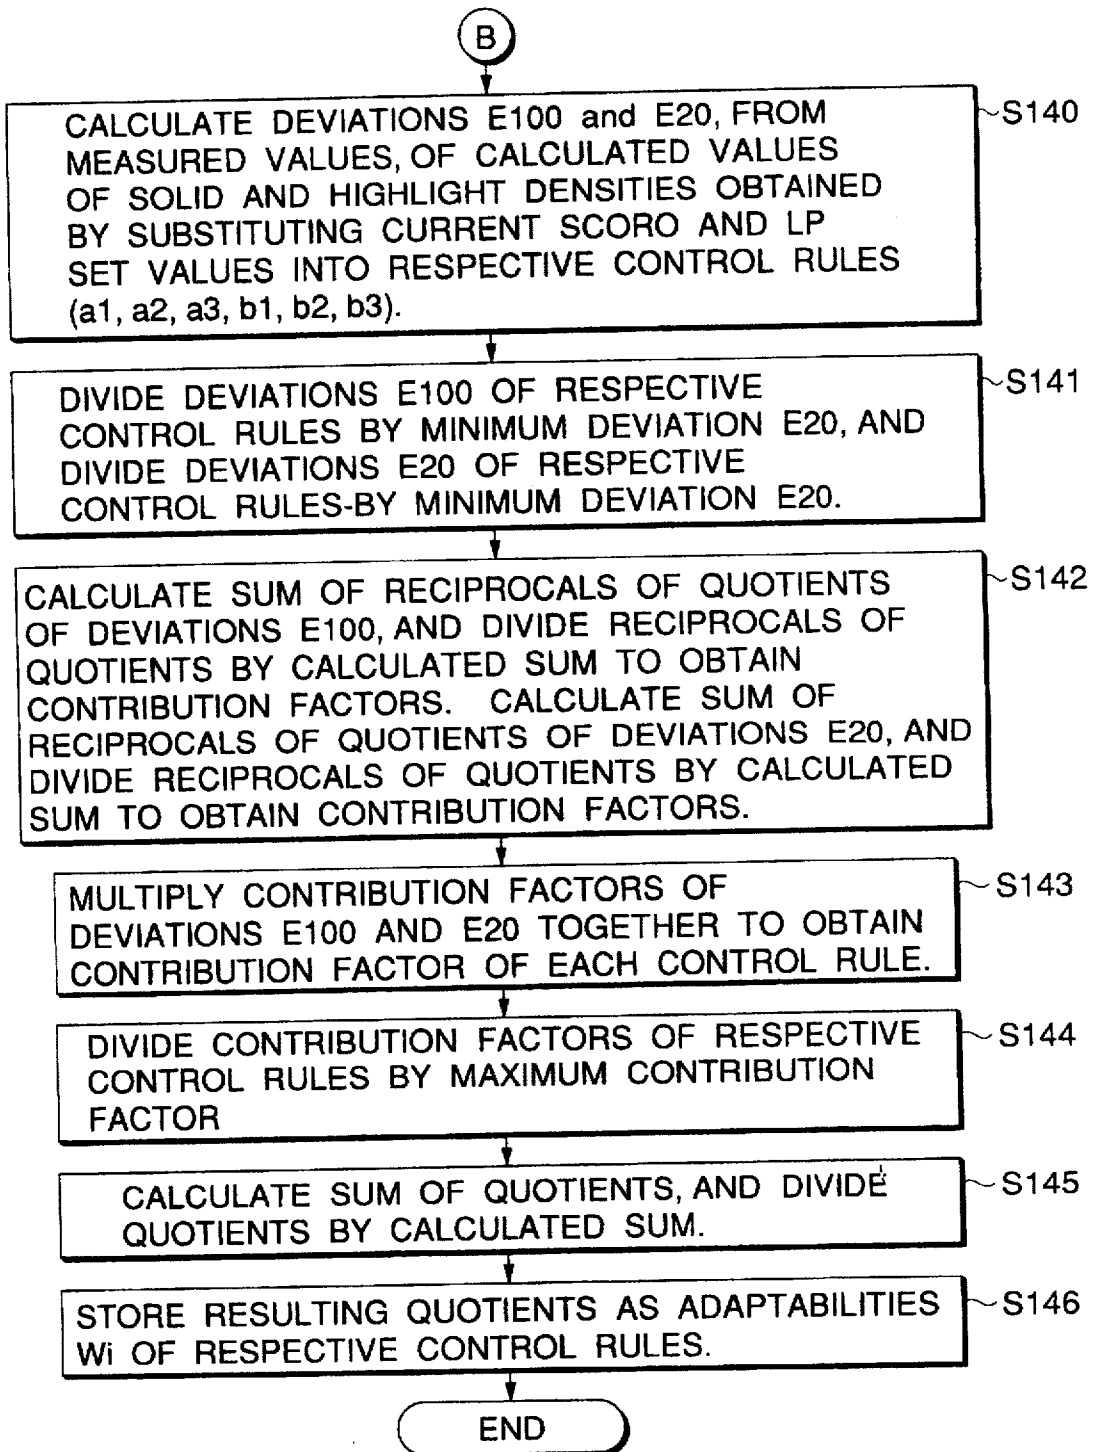 B
CALCULATE DEVIATIONS E100 and E20, FROM
MEASURED VALUES, OF CALCULATED VALUES
OF SOLID AND HIGHLIGHT DENSITIES OBTAINED
BY SUBSTITUTING CURRENT SCORO AND LP
SET VALUES INTO RESPECTIVE CONTROL RULES
(a1, a2, a3, b1, b2, b3).
S140
DIVIDE DEVIATIONS E100 OF RESPECTIVE
CONTROL RULES BY MINIMUM DEVIATION E20, AND
DIVIDE DEVIATIONS E20 OF RESPECTIVE
CONTROL RULES-BY MINIMUM DEVIATION E20.
S141
CALCULATE SUM OF RECIPROCALS OF QUOTIENTS
OF DEVIATIONS E100, AND DIVIDE RECIPROCALS OF
QUOTIENTS BY CALCULATED SUM TO OBTAIN
CONTRIBUTION FACTORS. CALCULATE SUM OF
RECIPROCALS OF QUOTIENTS OF DEVIATIONS E20, AND
DIVIDE RECIPROCALS OF QUOTIENTS BY CALCULATED
SUM TO OBTAIN CONTRIBUTION FACTORS.
S142
MULTIPLY CONTRIBUTION FACTORS OF
DEVIATIONS E100 AND E20 TOGETHER TO OBTAIN
CONTRIBUTION FACTOR OF EACH CONTROL RULE.
S143
DIVIDE CONTRIBUTION FACTORS OF RESPECTIVE
CONTROL RULES BY MAXIMUM CONTRIBUTION
FACTOR
S144
CALCULATE SUM OF QUOTIENTS, AND DIVIDE
QUOTIENTS BY CALCULATED SUM.
S145
STORE RESULTING QUOTIENTS AS ADAPTABILITIES
Wi OF RESPECTIVE CONTROL RULES.
S146
END